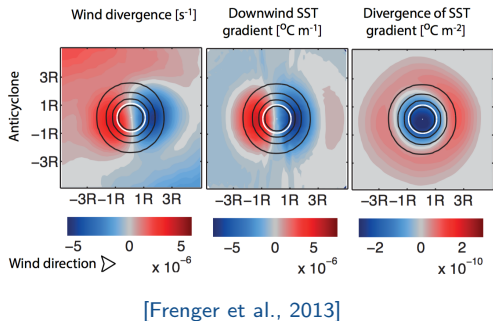 Wind divergence [s⁻¹]
Downwind SST gradient [ºC m⁻¹]
Divergence of SST gradient [ºC m⁻²]
Anticyclone
3R
1R
−1R
−3R
−3R −1R 1R 3R
−3R −1R 1R 3R
−3R −1R 1R 3R
−5 0 5
x 10⁻⁶
−5 0 5
x 10⁻⁶
−2 0 2
x 10⁻¹⁰
Wind direction
[Frenger et al., 2013]